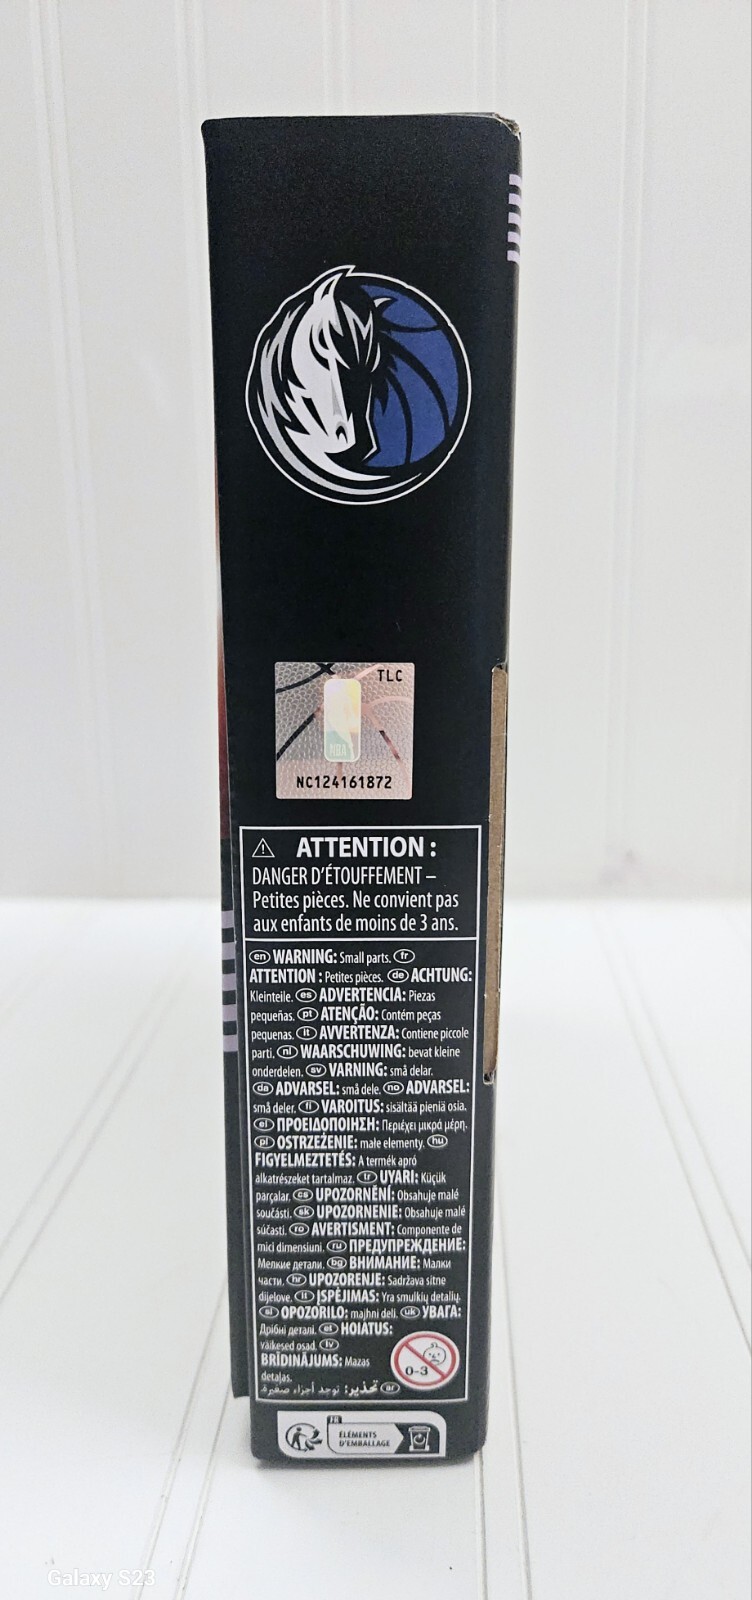 TLC
NBA
NC124161872
ATTENTION :
DANGER D'ÉTOUFFEMENT –
Petites pièces. Ne convient pas
aux enfants de moins de 3 ans.
en WARNING: Small parts. fr
ATTENTION : Petites pièces. de ACHTUNG:
Kleinteile. es ADVERTENCIA: Piezas
pequeñas. pt ATENÇÃO: Contém peças
pequenas. it AVVERTENZA: Contiene piccole
parti. nl WAARSCHUWING: bevat kleine
onderdelen. sv VARNING: små delar.
da ADVARSEL: små dele. no ADVARSEL:
små deler. fi VAROITUS: sisältää pieniä osia.
el ΠΡΟΕΙΔΟΠΟΙΗΣΗ: Περιέχει μικρά μέρη.
pl OSTRZEŻENIE: małe elementy. hu
FIGYELMEZTETÉS: A termék apró
alkatrészeket tartalmaz. tr UYARI: Küçük
parçalar. cs UPOZORNĚNÍ: Obsahuje malé
součásti. sk UPOZORNENIE: Obsahuje malé
súčasti. ro AVERTISMENT: Componente de
mici dimensiuni. ru ПРЕДУПРЕЖДЕНИЕ:
Мелкие детали. bg ВНИМАНИЕ: Малки
части. hr UPOZORENJE: Sadržava sitne
dijelove. lt ĮSPĖJIMAS: Yra smulkių detalių.
sl OPOZORILO: majhni deli. uk УВАГА:
Дрібні деталі. et HOIATUS:
väikesed osad. lv
BRĪDINĀJUMS: Mazas
detaļas.
ar تحذير: توجد أجزاء صغيرة.
0-3
FR
ÉLÉMENTS
D'EMBALLAGE
Galaxy S23